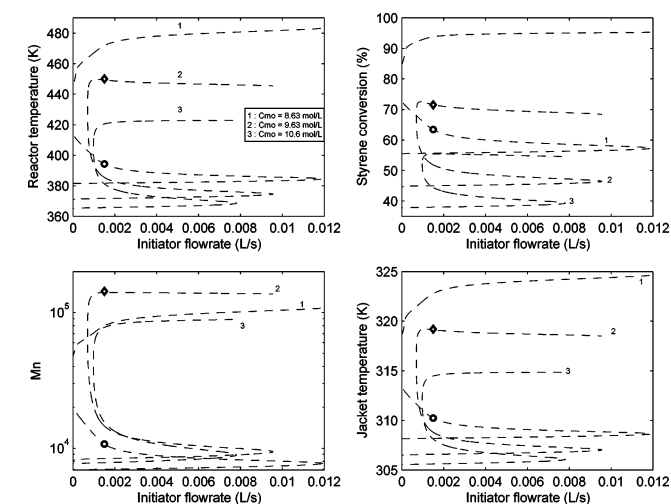 480
460
440
420
400
380
360
Reactor temperature (K)
1
2
3
1 : Cmo = 8.63 mol/L
2 : Cmo = 9.63 mol/L
3 : Cmo = 10.6 mol/L
0 0.002 0.004 0.006 0.008 0.01 0.012
Initiator flowrate (L/s)
100
90
80
70
60
50
40
Styrene conversion (%)
1
2
3
0 0.002 0.004 0.006 0.008 0.01 0.012
Initiator flowrate (L/s)
10^5
10^4
Mn
2
1
3
0 0.002 0.004 0.006 0.008 0.01 0.012
Initiator flowrate (L/s)
325
320
315
310
305
Jacket temperature (K)
1
2
3
0 0.002 0.004 0.006 0.008 0.01 0.012
Initiator flowrate (L/s)